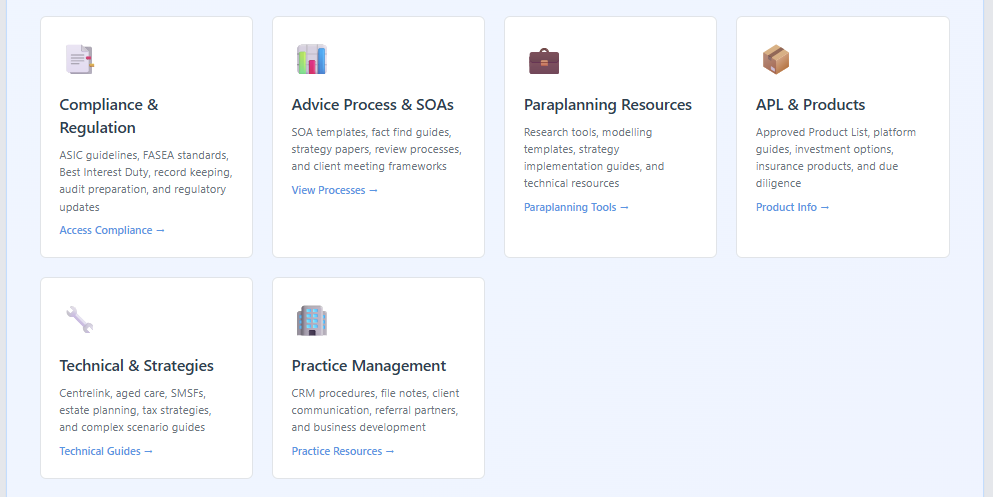 Compliance &
Regulation
ASIC guidelines, FASEA standards,
Best Interest Duty, record keeping,
audit preparation, and regulatory
updates
Access Compliance →
Advice Process & SOAs
SOA templates, fact find guides,
strategy papers, review processes,
and client meeting frameworks
View Processes →
Paraplanning Resources
Research tools, modelling
templates, strategy
implementation guides, and
technical resources
Paraplanning Tools →
APL & Products
Approved Product List, platform
guides, investment options,
insurance products, and due
diligence
Product Info →
Technical & Strategies
Centrelink, aged care, SMSFs,
estate planning, tax strategies,
and complex scenario guides
Technical Guides →
Practice Management
CRM procedures, file notes, client
communication, referral partners,
and business development
Practice Resources →